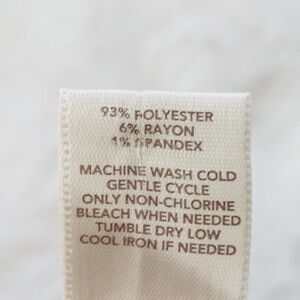 93% POLYESTER
6% RAYON
1% SPANDEX
MACHINE WASH COLD
GENTLE CYCLE
ONLY NON-CHLORINE
BLEACH WHEN NEEDED
TUMBLE DRY LOW
COOL IRON IF NEEDED